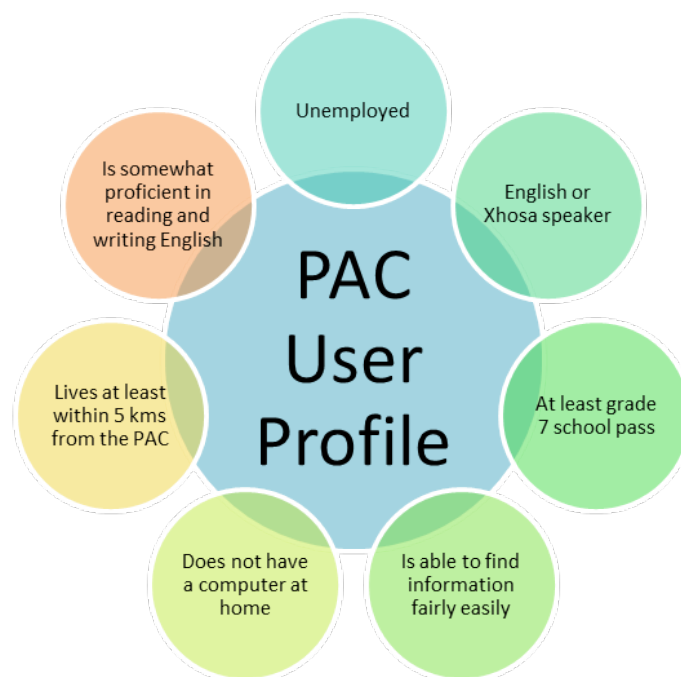 Unemployed
English or
Xhosa speaker
At least grade
7 school pass
Is able to find
information
fairly easily
Does not have
a computer at
home
Lives at least
within 5 kms
from the PAC
Is somewhat
proficient in
reading and
writing English
PAC
User
Profile